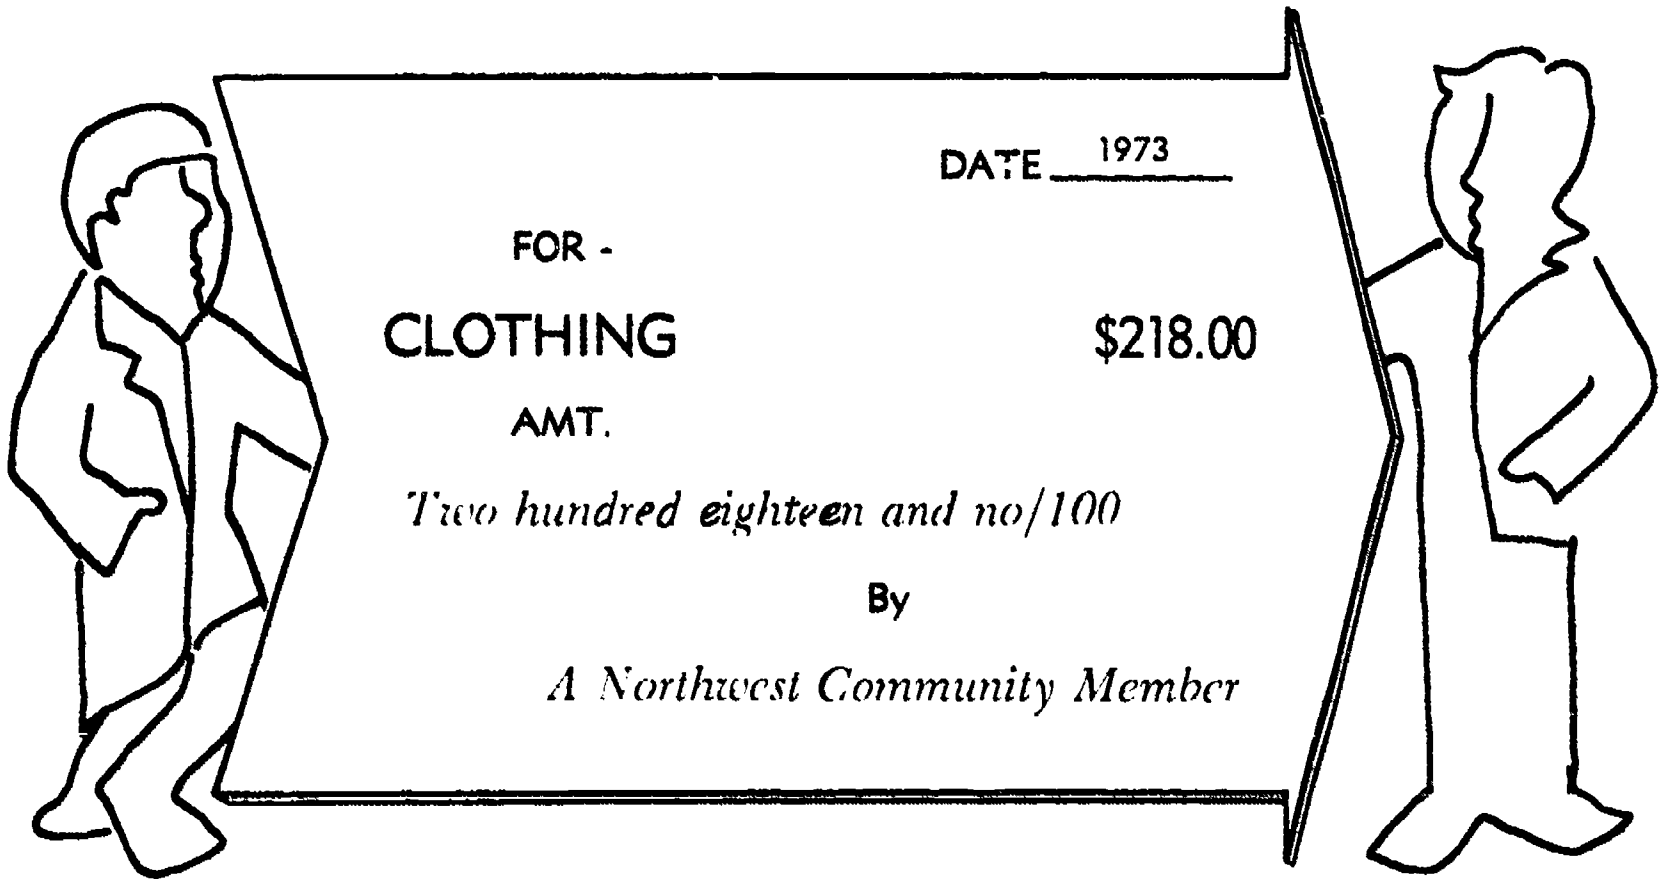 DATE 1973
FOR -
CLOTHING $218.00
AMT.
Two hundred eighteen and no/100
By
A Northwest Community Member